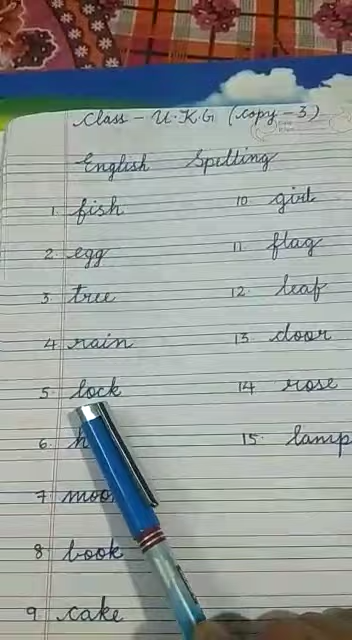 Class - U.K.G (Copy - 3)
English Spelling
1. fish
2. egg
3. tree
4. rain
5. lock
6.
7.
8. book
9. cake
10. girl
11. flag
12. leaf
13. door
14. rose
15. lamp